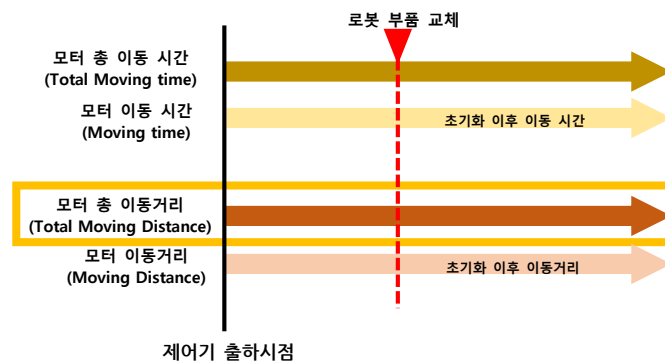 로봇 부품 교체
모터 총 이동 시간
(Total Moving time)
모터 이동 시간
(Moving time)
초기화 이후 이동 시간
모터 총 이동거리
(Total Moving Distance)
모터 이동거리
(Moving Distance)
초기화 이후 이동거리
제어기 출하시점